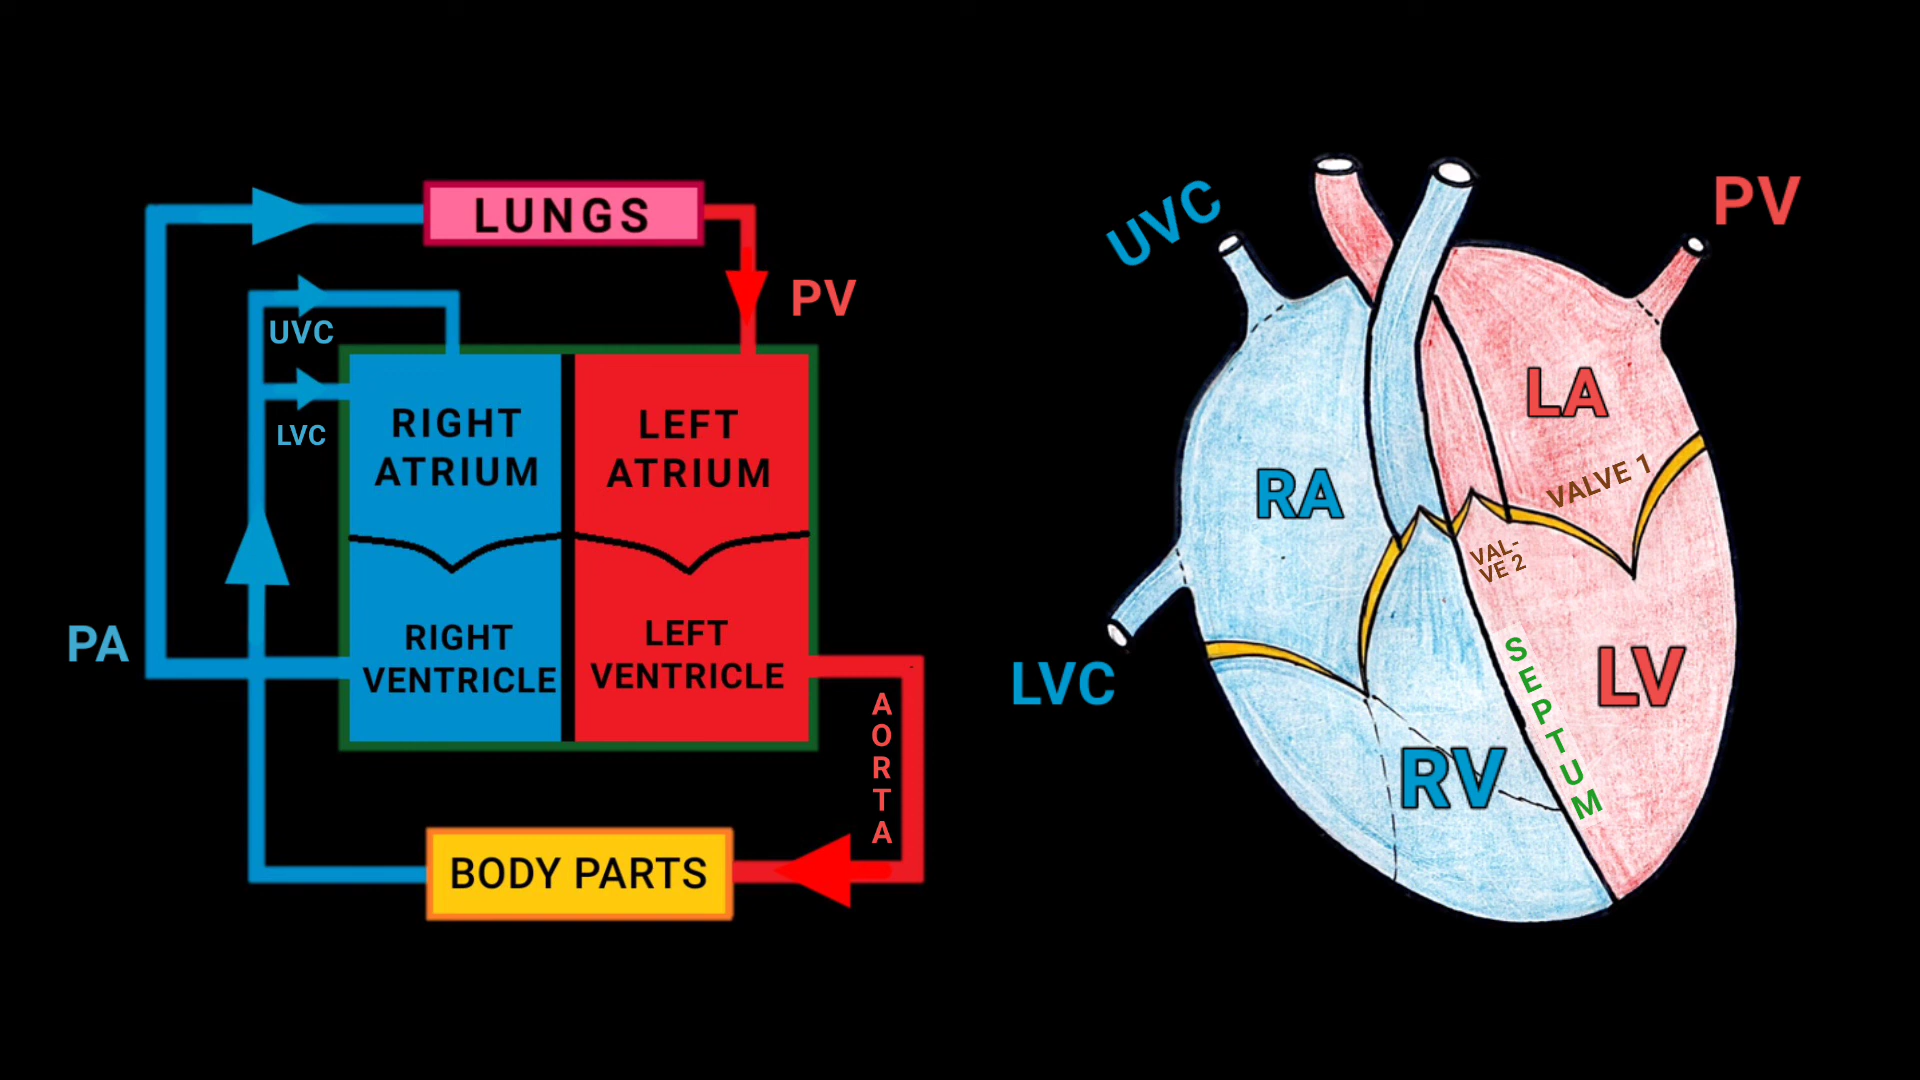 LUNGS
PV
UVC
LVC
RIGHT
ATRIUM
LEFT
ATRIUM
PA
RIGHT
VENTRICLE
LEFT
VENTRICLE
AORTA
BODY PARTS
UVC
PV
LA
RA
VALVE 1
VAL-
VE 2
LVC
SEPTUM
LV
RV